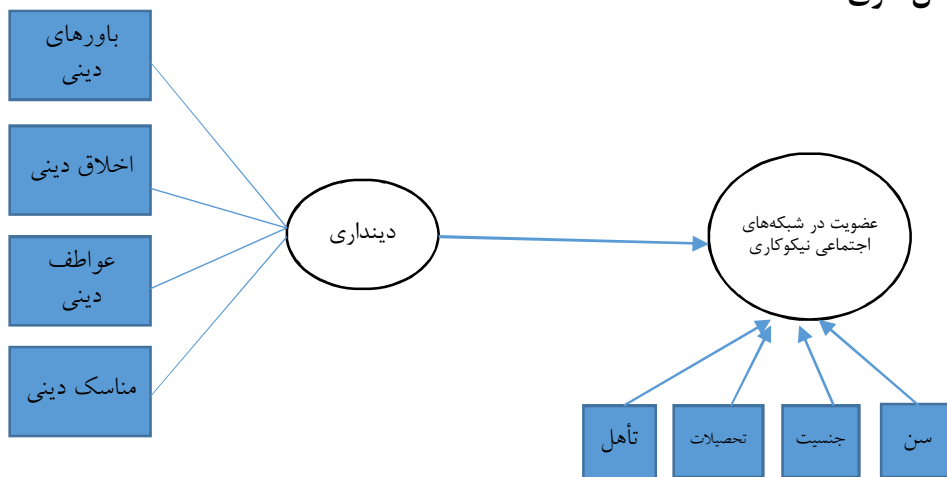 باورهای
دینی
اخلاق دینی
عواطف
دینی
مناسک دینی
دینداری
عضویت در شبکه‌های
اجتماعی نیکوکاری
سن
جنسیت
تحصیلات
تأهل